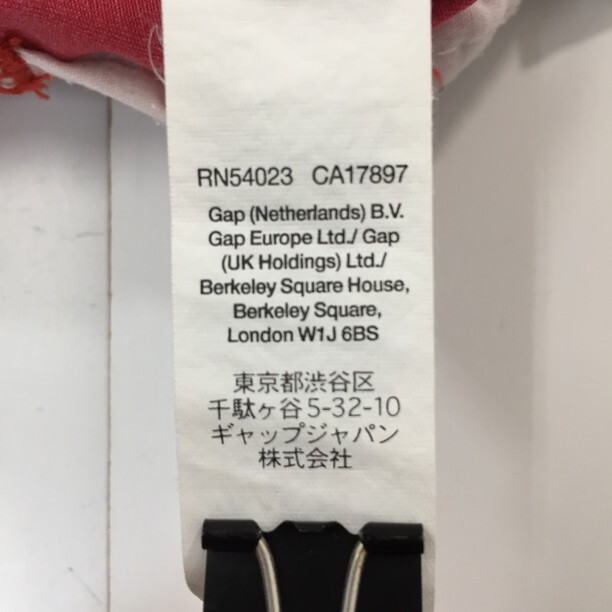 RN54023 CA17897
Gap (Netherlands) B.V.
Gap Europe Ltd./ Gap
(UK Holdings) Ltd./
Berkeley Square House,
Berkeley Square,
London W1J 6BS
東京都渋谷区
千駄ヶ谷5-32-10
ギャップジャパン
株式会社